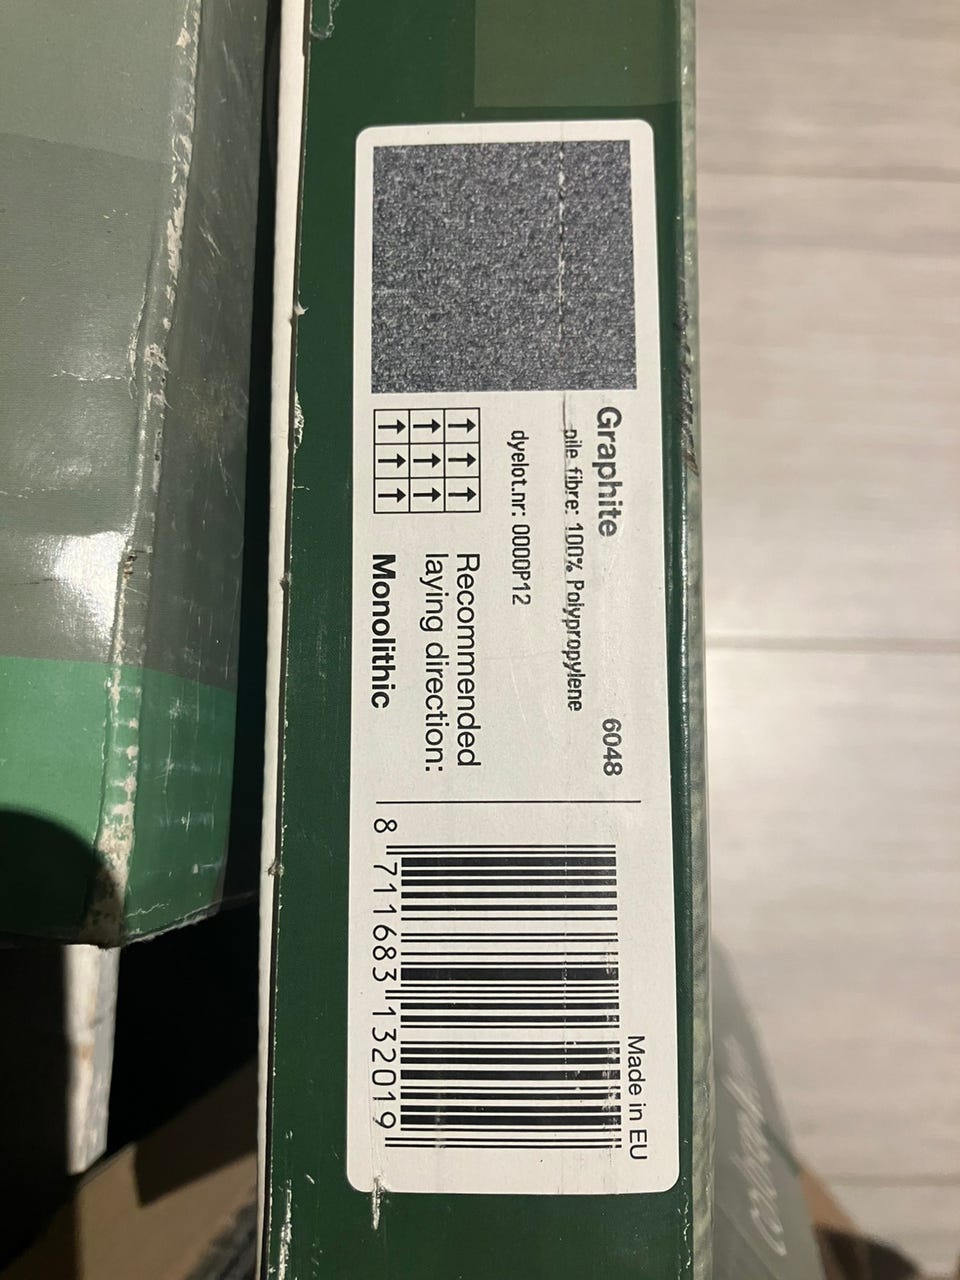 Graphite 6048
pile fibre: 100% Polypropylene
dyelot.nr: 0000P12
Recommended
laying direction:
Monolithic
Made in EU
8 711683 132019